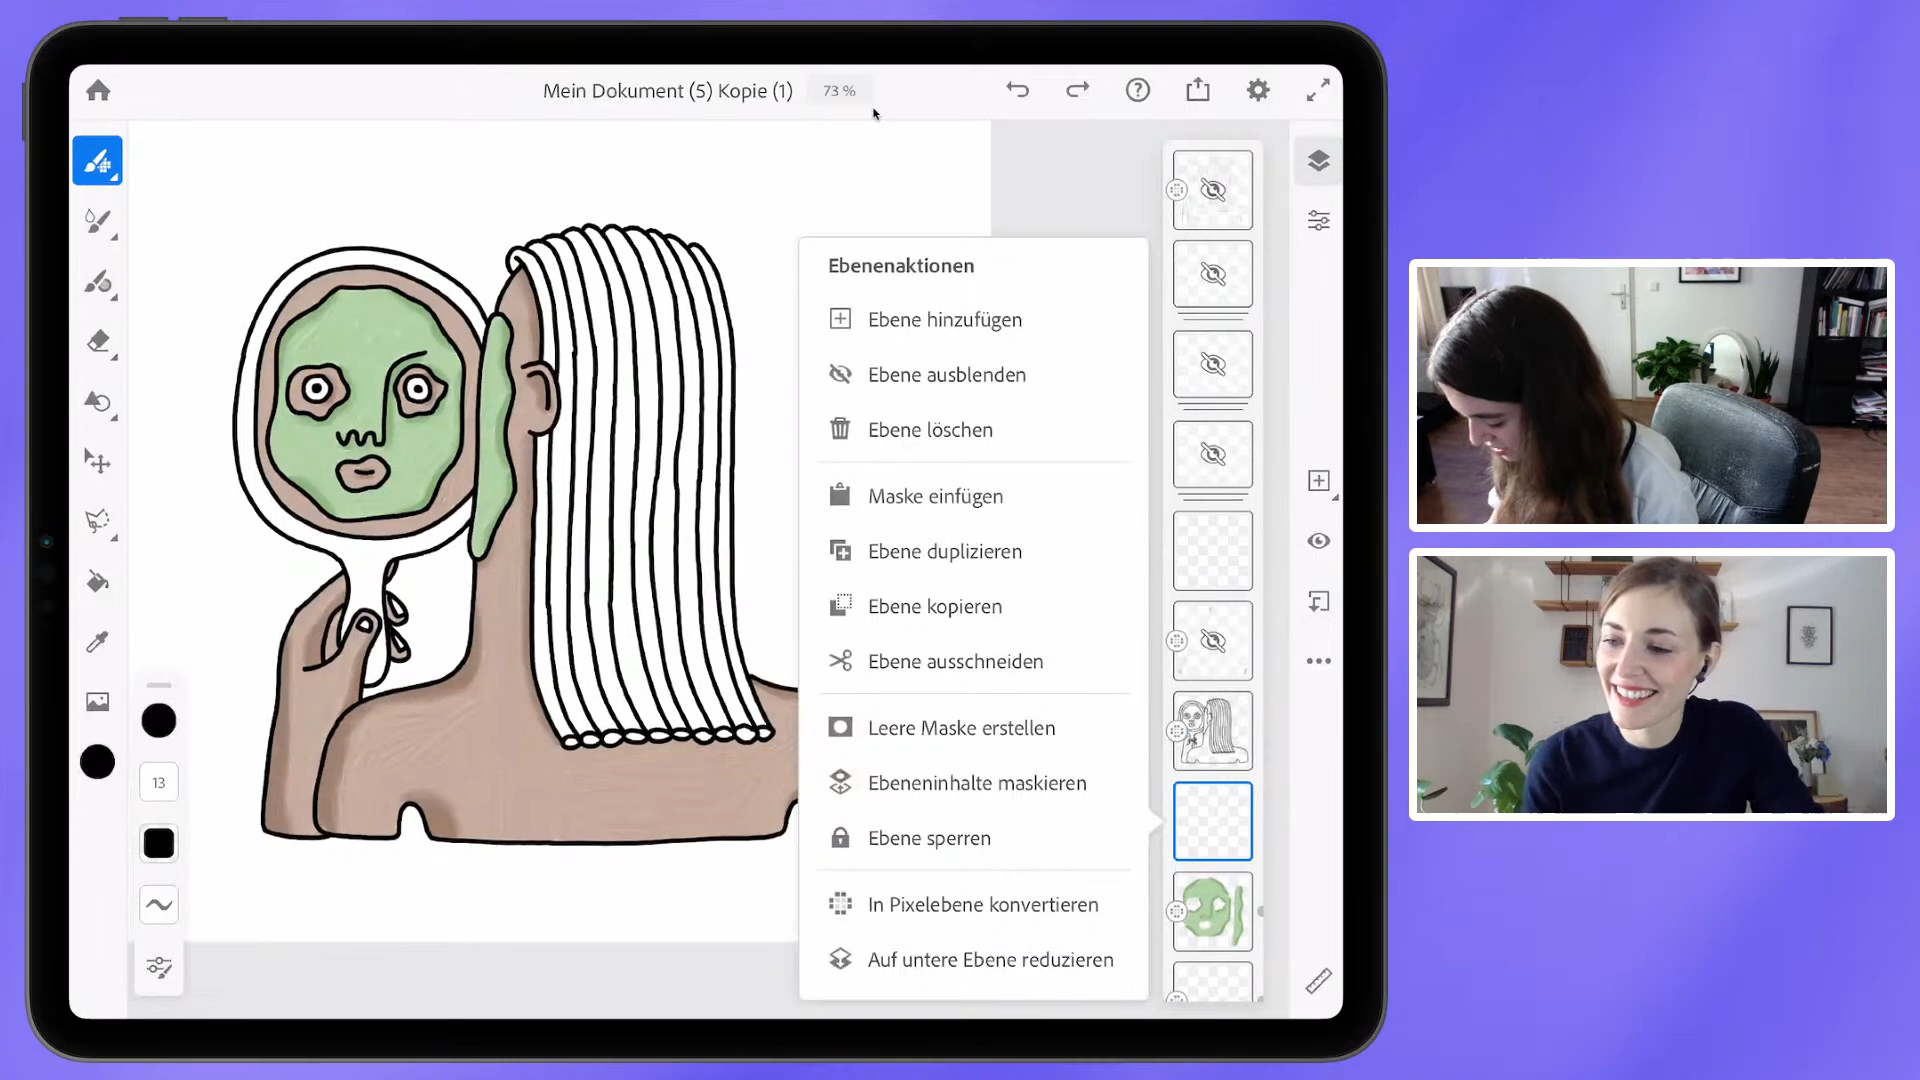 Mein Dokument (5) Kopie (1) 73 %
Ebenenaktionen
Ebene hinzufügen
Ebene ausblenden
Ebene löschen
Maske einfügen
Ebene duplizieren
Ebene kopieren
Ebene ausschneiden
Leere Maske erstellen
Ebeneninhalte maskieren
Ebene sperren
In Pixelebene konvertieren
Auf untere Ebene reduzieren
13